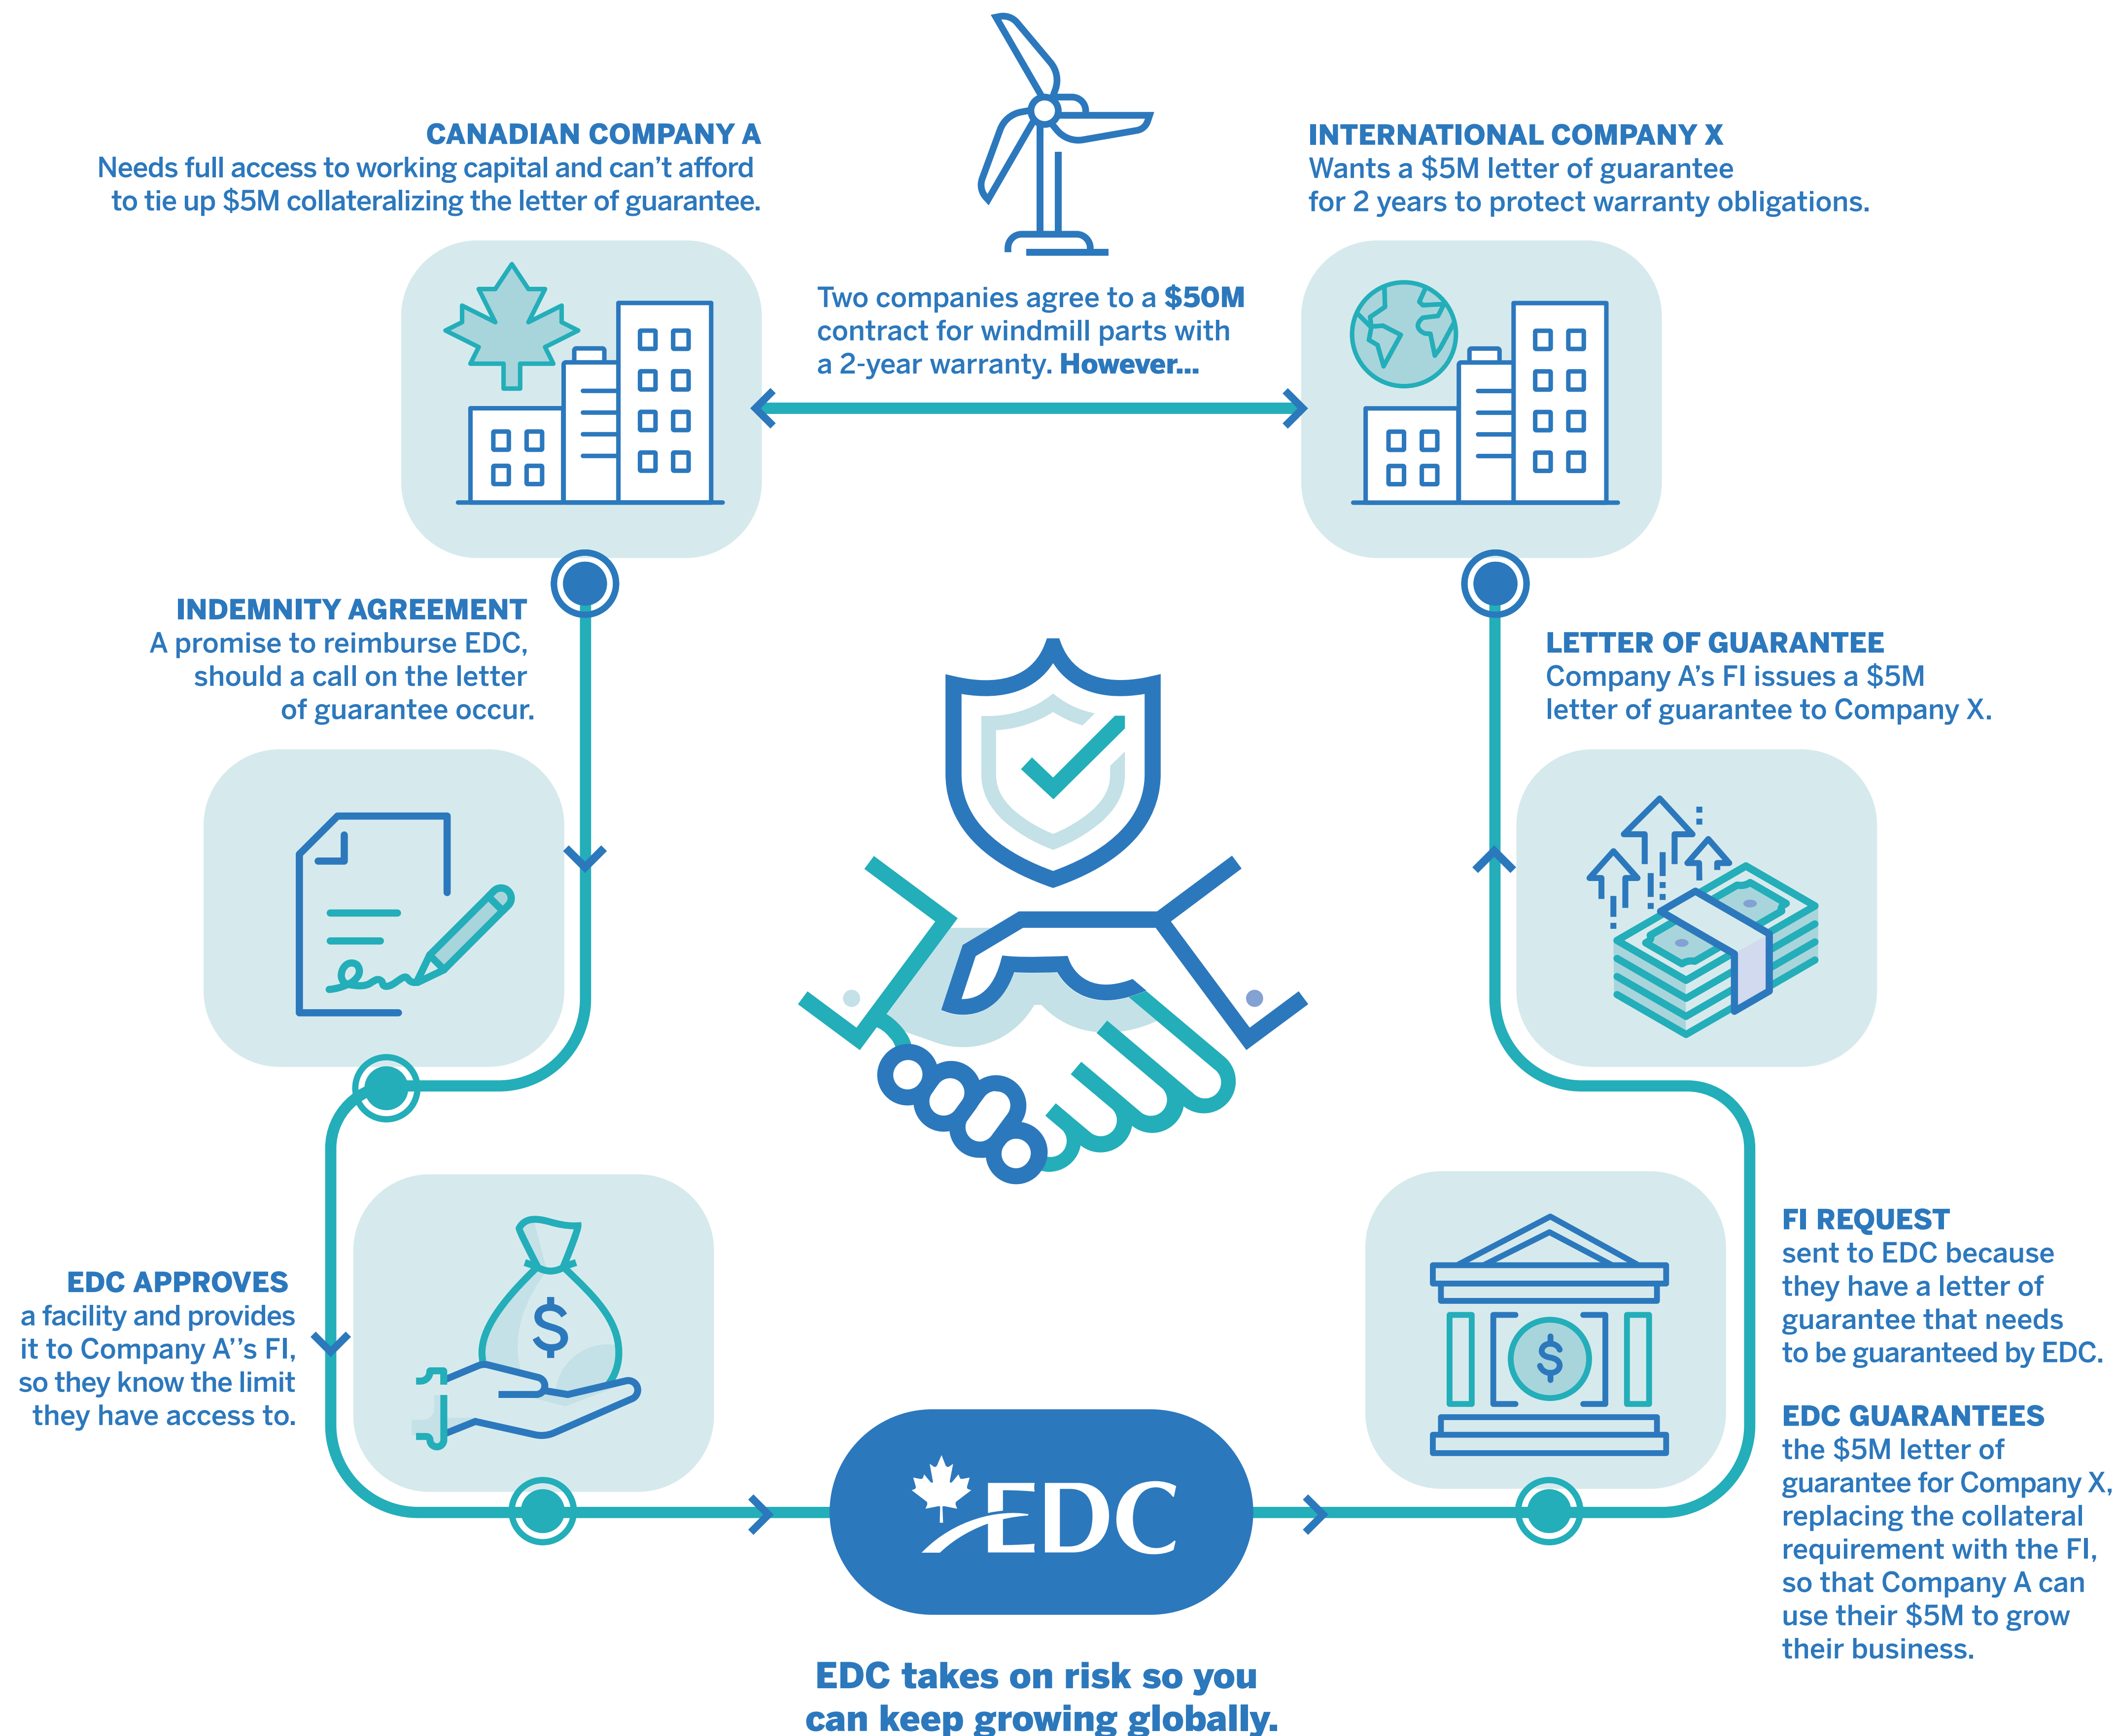 CANADIAN COMPANY A
Needs full access to working capital and can’t afford
to tie up $5M collateralizing the letter of guarantee.
INTERNATIONAL COMPANY X
Wants a $5M letter of guarantee
for 2 years to protect warranty obligations.
Two companies agree to a $50M
contract for windmill parts with
a 2-year warranty. However...
INDEMNITY AGREEMENT
A promise to reimburse EDC,
should a call on the letter
of guarantee occur.
LETTER OF GUARANTEE
Company A’s FI issues a $5M
letter of guarantee to Company X.
EDC APPROVES
a facility and provides
it to Company A’’s FI,
so they know the limit
they have access to.
$
$
FI REQUEST
sent to EDC because
they have a letter of
guarantee that needs
to be guaranteed by EDC.
EDC GUARANTEES
the $5M letter of
guarantee for Company X,
replacing the collateral
requirement with the FI,
so that Company A can
use their $5M to grow
their business.
EDC
EDC takes on risk so you
can keep growing globally.